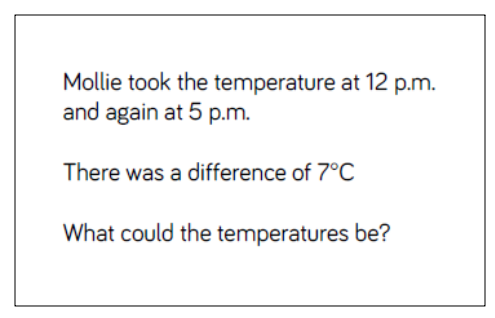 Mollie took the temperature at 12 p.m.
and again at 5 p.m.
There was a difference of 7°C
What could the temperatures be?